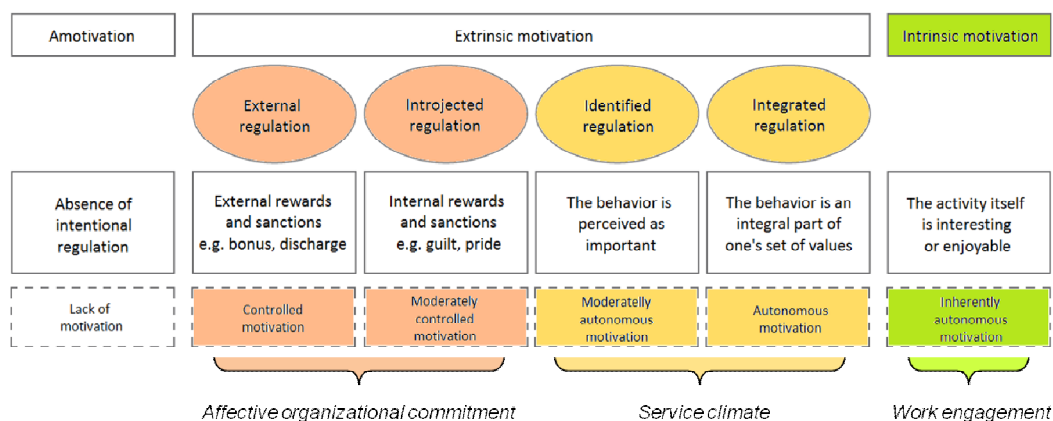 Amotivation
Extrinsic motivation
Intrinsic motivation
External
regulation
Introjected
regulation
Identified
regulation
Integrated
regulation
Absence of
intentional
regulation
External rewards
and sanctions
e.g. bonus, discharge
Internal rewards
and sanctions
e.g. guilt, pride
The behavior is
perceived as
important
The behavior is an
integral part of
one's set of values
The activity itself
is interesting
or enjoyable
Lack of
motivation
Controlled
motivation
Moderately
controlled
motivation
Moderatelly
autonomous
motivation
Autonomous
motivation
Inherently
autonomous
motivation
Affective organizational commitment
Service climate
Work engagement